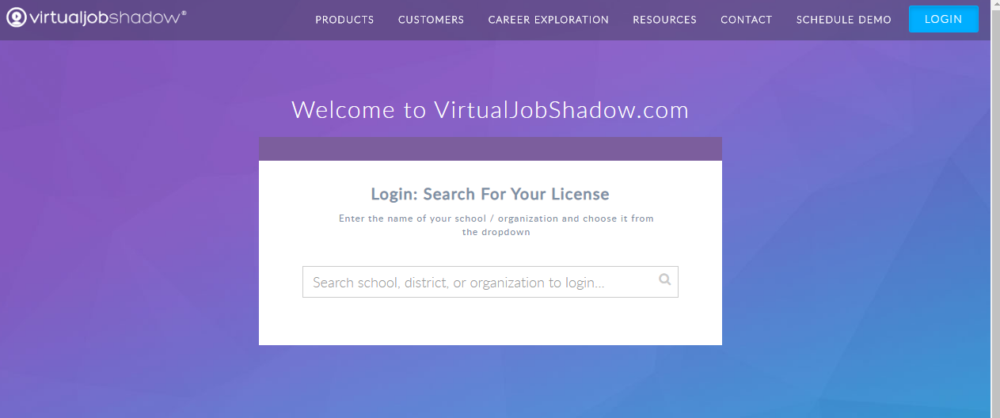 virtualjobshadow® PRODUCTS CUSTOMERS CAREER EXPLORATION RESOURCES CONTACT SCHEDULE DEMO LOGIN
Welcome to VirtualJobShadow.com
Login: Search For Your License
Enter the name of your school / organization and choose it from
the dropdown
Search school, district, or organization to login...